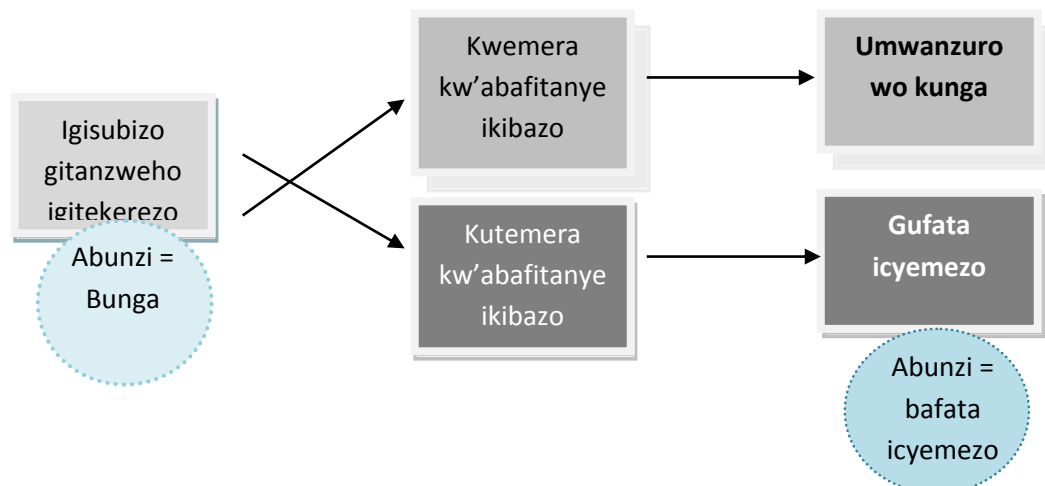 Igisubizo
gitanzweho
igitekerezo
Abunzi =
Bunga
Kwemera
kw’abafitanye
ikibazo
Umwanzuro
wo kunga
Kutemera
kw’abafitanye
ikibazo
Gufata
icyemezo
Abunzi =
bafata
icyemezo